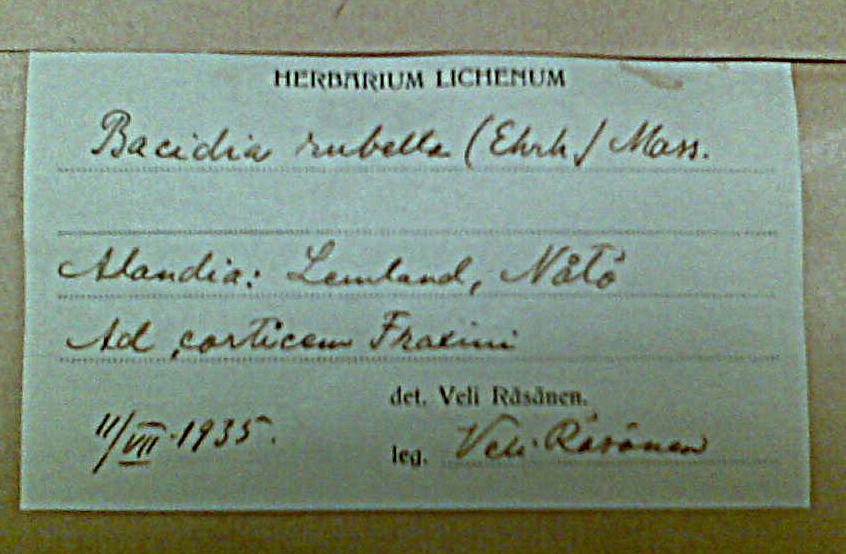 HERBARIUM LICHENUM
Bacidia rubella (Ehrh) Mass.
Alandia: Lemland, Nåtö
Ad corticem Fraxini
det. Veli Räsänen.
11/VII 1935.
leg. Veli Räsänen